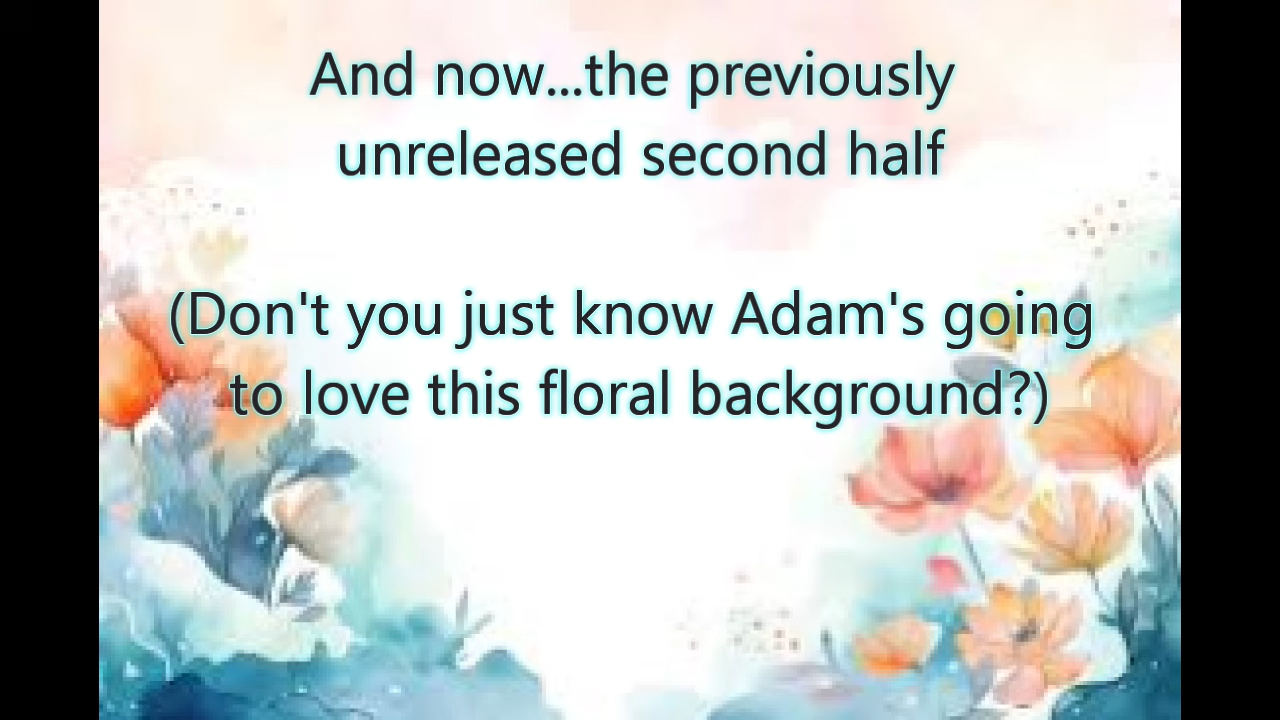 And now...the previously
unreleased second half
(Don't you just know Adam's going
to love this floral background?)